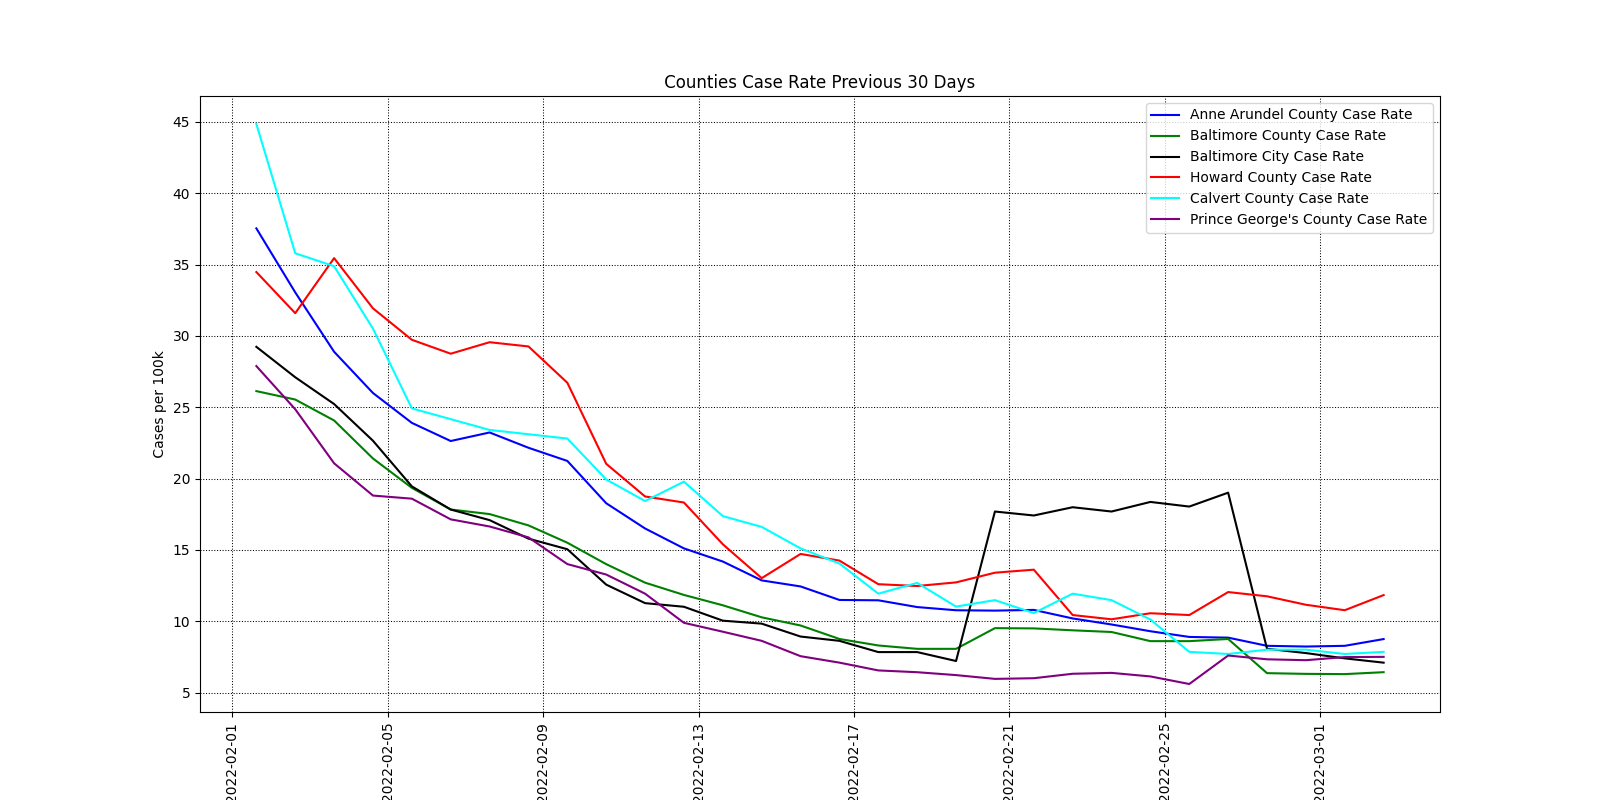 Counties Case Rate Previous 30 Days
Anne Arundel County Case Rate
Baltimore County Case Rate
Baltimore City Case Rate
Howard County Case Rate
Calvert County Case Rate
Prince George's County Case Rate
Cases per 100k
45
40
35
30
25
20
15
10
5
2022-02-01
2022-02-05
2022-02-09
2022-02-13
2022-02-17
2022-02-21
2022-02-25
2022-03-01